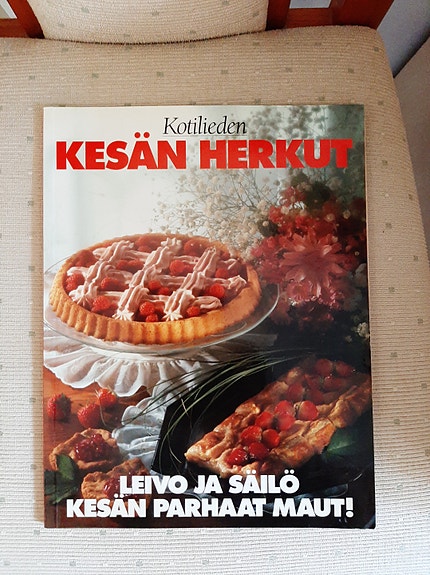 Kotilieden
KESÄN HERKUT
LEIVO JA SÄILÖ
KESÄN PARHAAT MAUT!